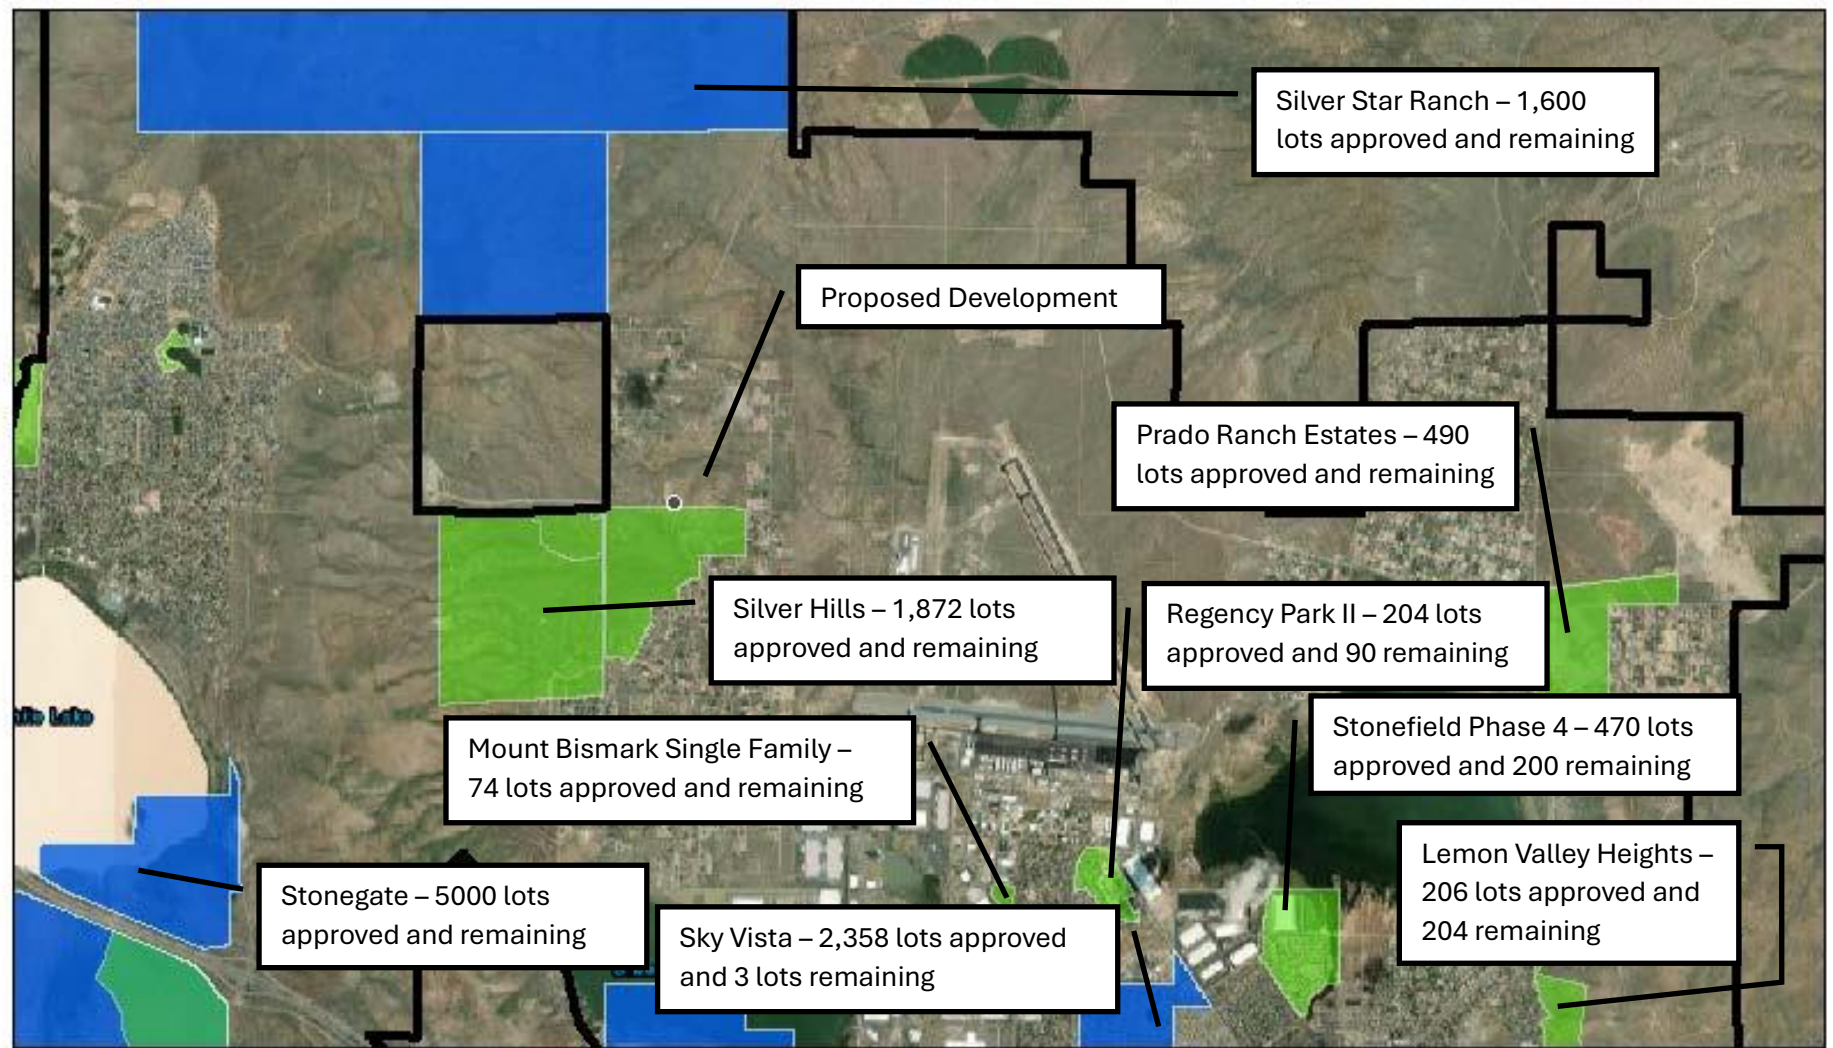 Silver Star Ranch – 1,600
lots approved and remaining
Proposed Development
Prado Ranch Estates – 490
lots approved and remaining
Silver Hills – 1,872 lots
approved and remaining
Regency Park II – 204 lots
approved and 90 remaining
Mount Bismark Single Family –
74 lots approved and remaining
Stonefield Phase 4 – 470 lots
approved and 200 remaining
Lemon Valley Heights –
206 lots approved and
204 remaining
Stonegate – 5000 lots
approved and remaining
Sky Vista – 2,358 lots approved
and 3 lots remaining
Lake